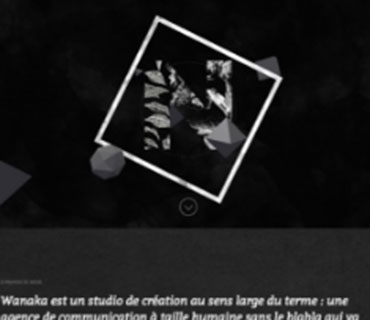 Wanaka est un studio de création au sens large du terme : une
agence de communication à taille humaine sans le blabla qui va